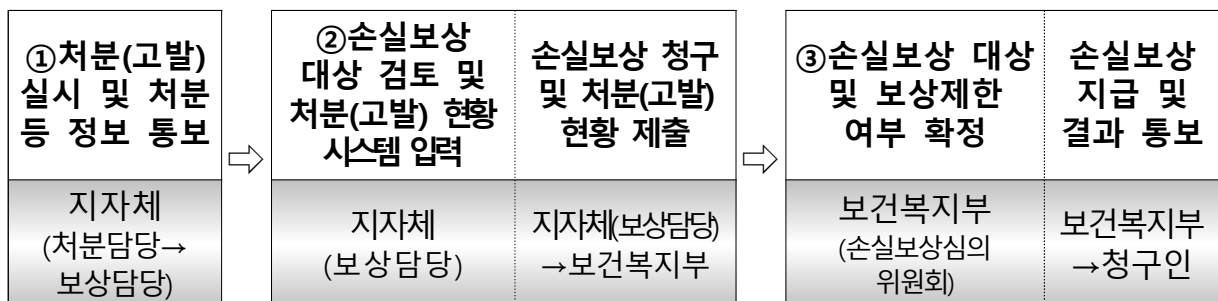 ①처분(고발)
실시 및 처분
등 정보 통보
지자체
(처분담당→
보상담당)
⇨
②손실보상
대상 검토 및
처분(고발) 현황
시스템 입력
지자체
(보상담당)
손실보상 청구
및 처분(고발)
현황 제출
지자체(보상담당)
→보건복지부
⇨
③손실보상 대상
및 보상제한
여부 확정
보건복지부
(손실보상심의
위원회)
손실보상
지급 및
결과 통보
보건복지부
→청구인